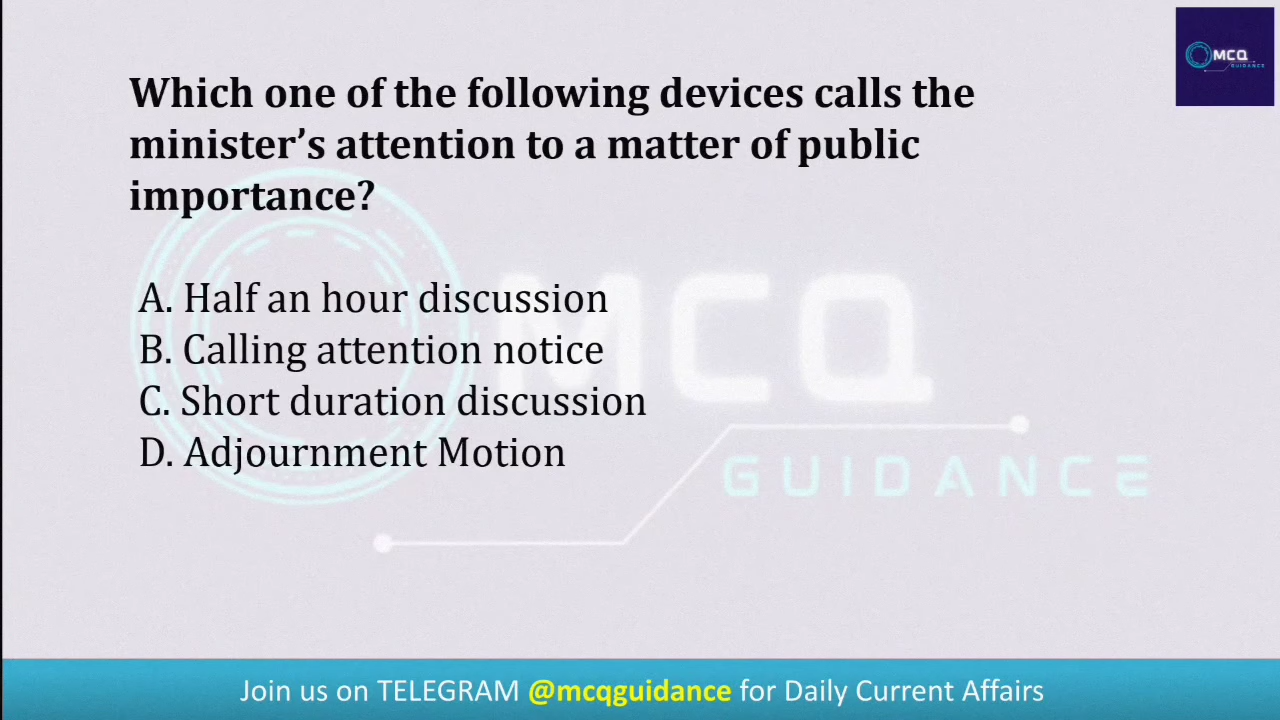 MCQ
GUIDANCE
Which one of the following devices calls the
minister’s attention to a matter of public
importance?
A. Half an hour discussion
B. Calling attention notice
C. Short duration discussion
D. Adjournment Motion
MCQ
GUIDANCE
Join us on TELEGRAM @mcqguidance for Daily Current Affairs